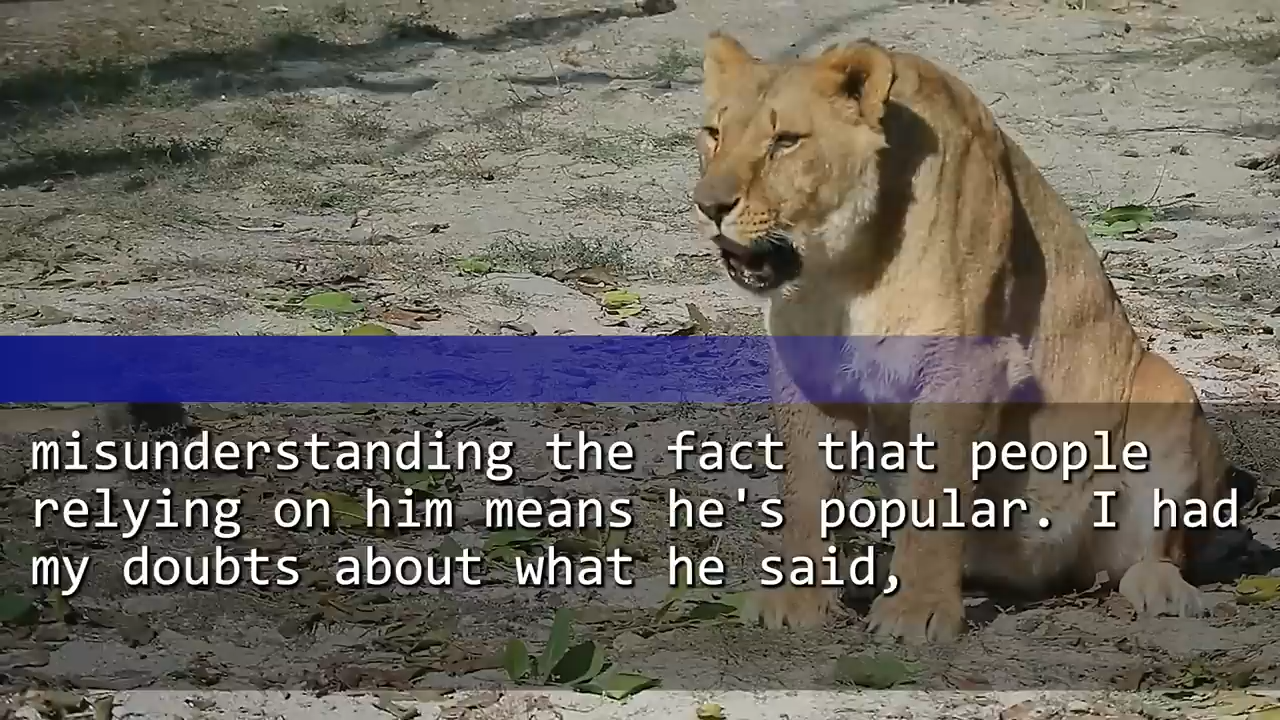 misunderstanding the fact that people
relying on him means he's popular. I had
my doubts about what he said,